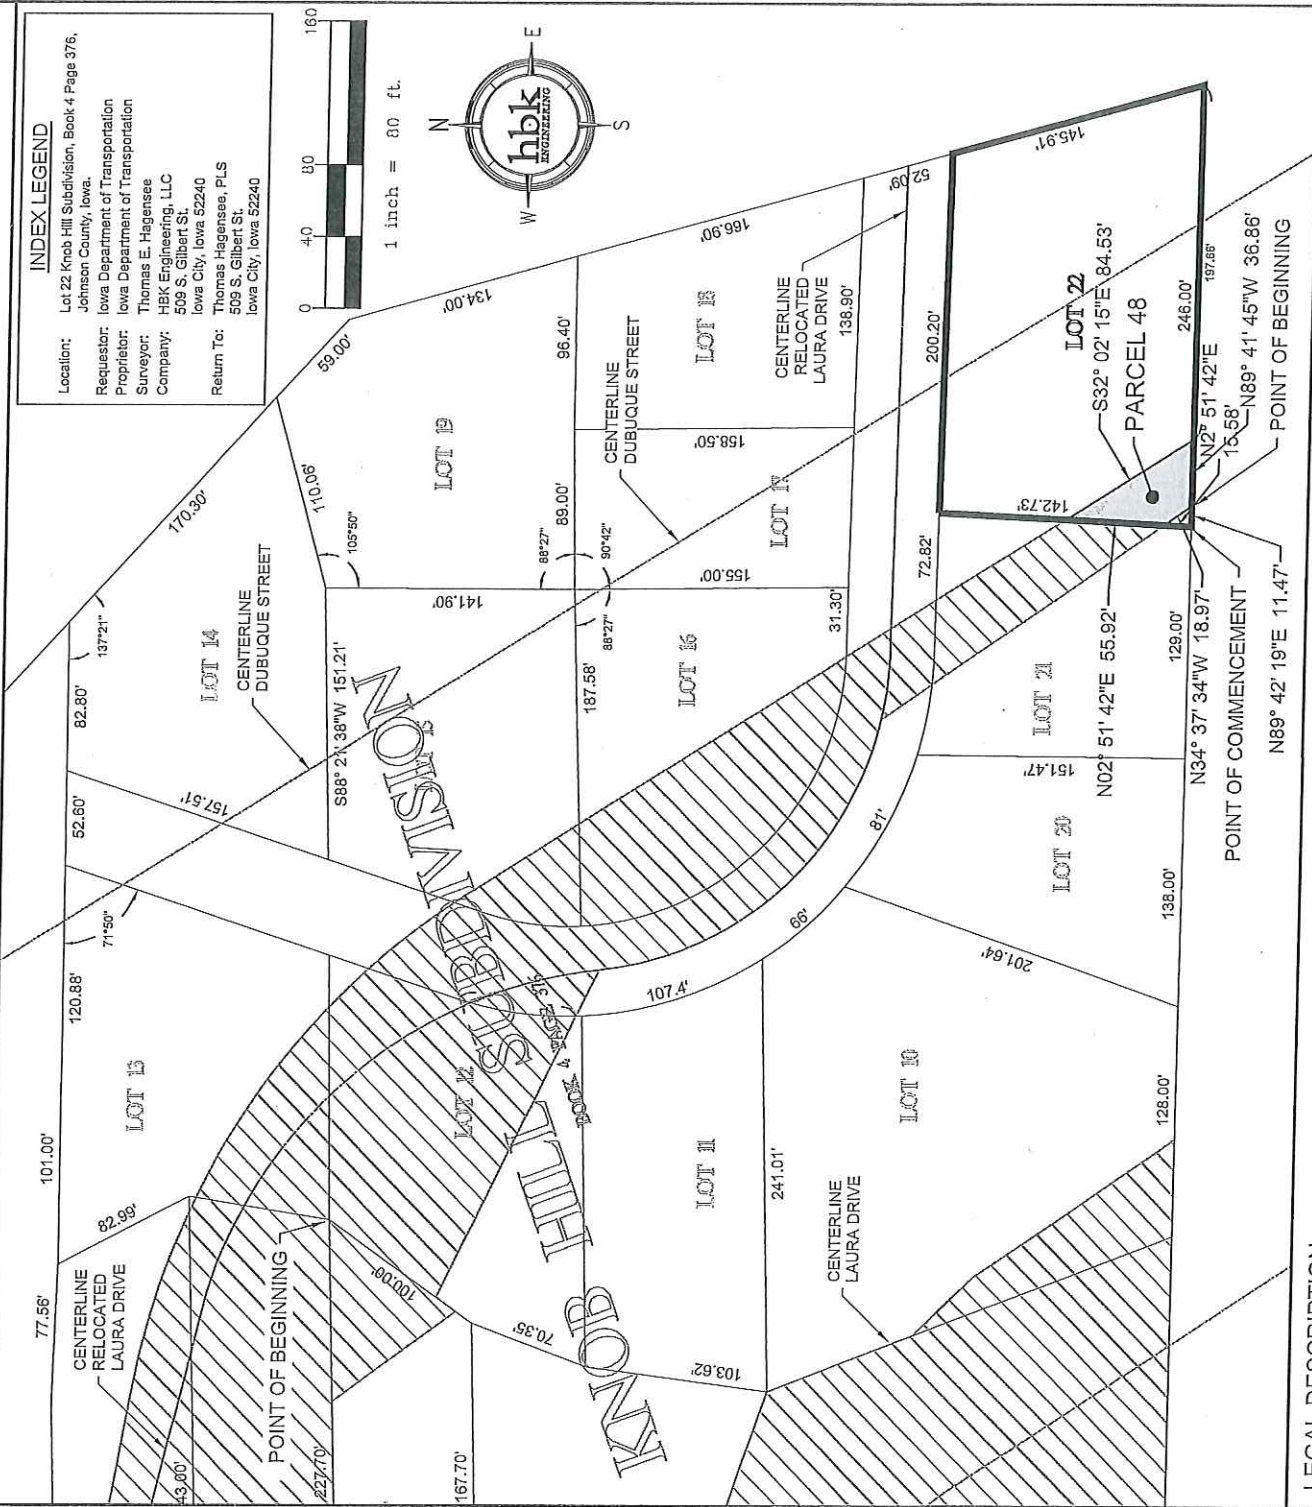 INDEX LEGEND
Location: Lot 22 Knob Hill Subdivision, Book 4 Page 376,
Johnson County, Iowa.
Requestor: Iowa Department of Transportation
Proprietor: Iowa Department of Transportation
Surveyor: Thomas E. Hagensee
Company: HBK Engineering, LLC
509 S. Gilbert St.
Iowa City, Iowa 52240
Return To: Thomas Hagensee, PLS
509 S. Gilbert St.
Iowa City, Iowa 52240
0 40 80 160
1 inch = 80 ft.
N
E
S
W
hbk
ENGINEERING
77.56'
101.00'
120.88'
52.60'
82.80'
137°21"
170.30'
59.00'
134.00'
166.90'
52.09'
145.91'
82.99'
LOT 13
71°50"
157.51'
LOT 14
CENTERLINE
DUBUQUE STREET
110.06'
105°50"
LOT 19
CENTERLINE
RELOCATED
LAURA DRIVE
43.00'
POINT OF BEGINNING
227.70'
S88° 21' 38"W 151.21'
141.90'
88°27"
89.00'
96.40'
90°42"
88°27"
187.58'
CENTERLINE
DUBUQUE STREET
LOT 18
158.50'
LOT 17
155.00'
138.90'
CENTERLINE
RELOCATED
LAURA DRIVE
LOT 16
31.30'
LOT 15
LOT 12
KNOB HILL SUBDIVISION
BOOK 4 PAGE 376
100.00'
167.70'
70.35'
103.62'
LOT 11
241.01'
107.4'
66'
81'
72.82'
200.20'
LOT 10
CENTERLINE
LAURA DRIVE
201.64'
LOT 20
151.47'
LOT 21
142.73'
LOT 22
S32° 02' 15"E 84.53'
PARCEL 48
246.00'
197.66'
128.00'
138.00'
129.00'
N02° 51' 42"E 55.92'
N34° 37' 34"W 18.97'
POINT OF COMMENCEMENT
N89° 42' 19"E 11.47'
N2° 51' 42"E
15.58'
N89° 41' 45"W 36.86'
POINT OF BEGINNING
LEGAL DESCRIPTION